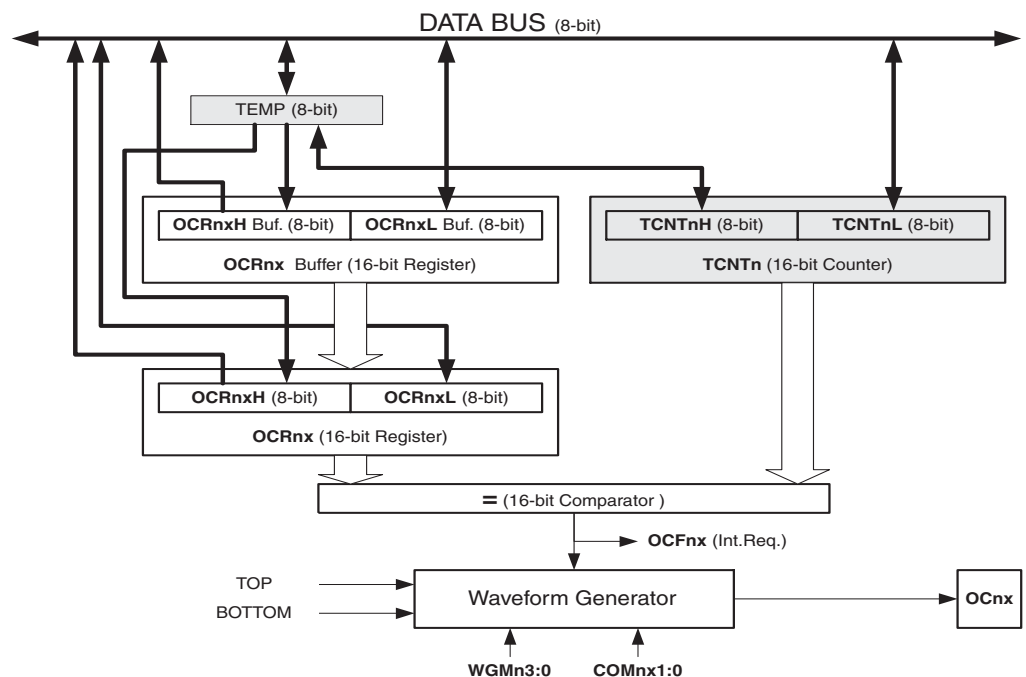 DATA BUS (8-bit)
TEMP (8-bit)
OCRnxH Buf. (8-bit) OCRnxL Buf. (8-bit)
OCRnx Buffer (16-bit Register)
TCNTnH (8-bit) TCNTnL (8-bit)
TCNTn (16-bit Counter)
OCRnxH (8-bit) OCRnxL (8-bit)
OCRnx (16-bit Register)
= (16-bit Comparator )
OCFnx (Int.Req.)
TOP
BOTTOM
Waveform Generator
OCnx
WGMn3:0 COMnx1:0